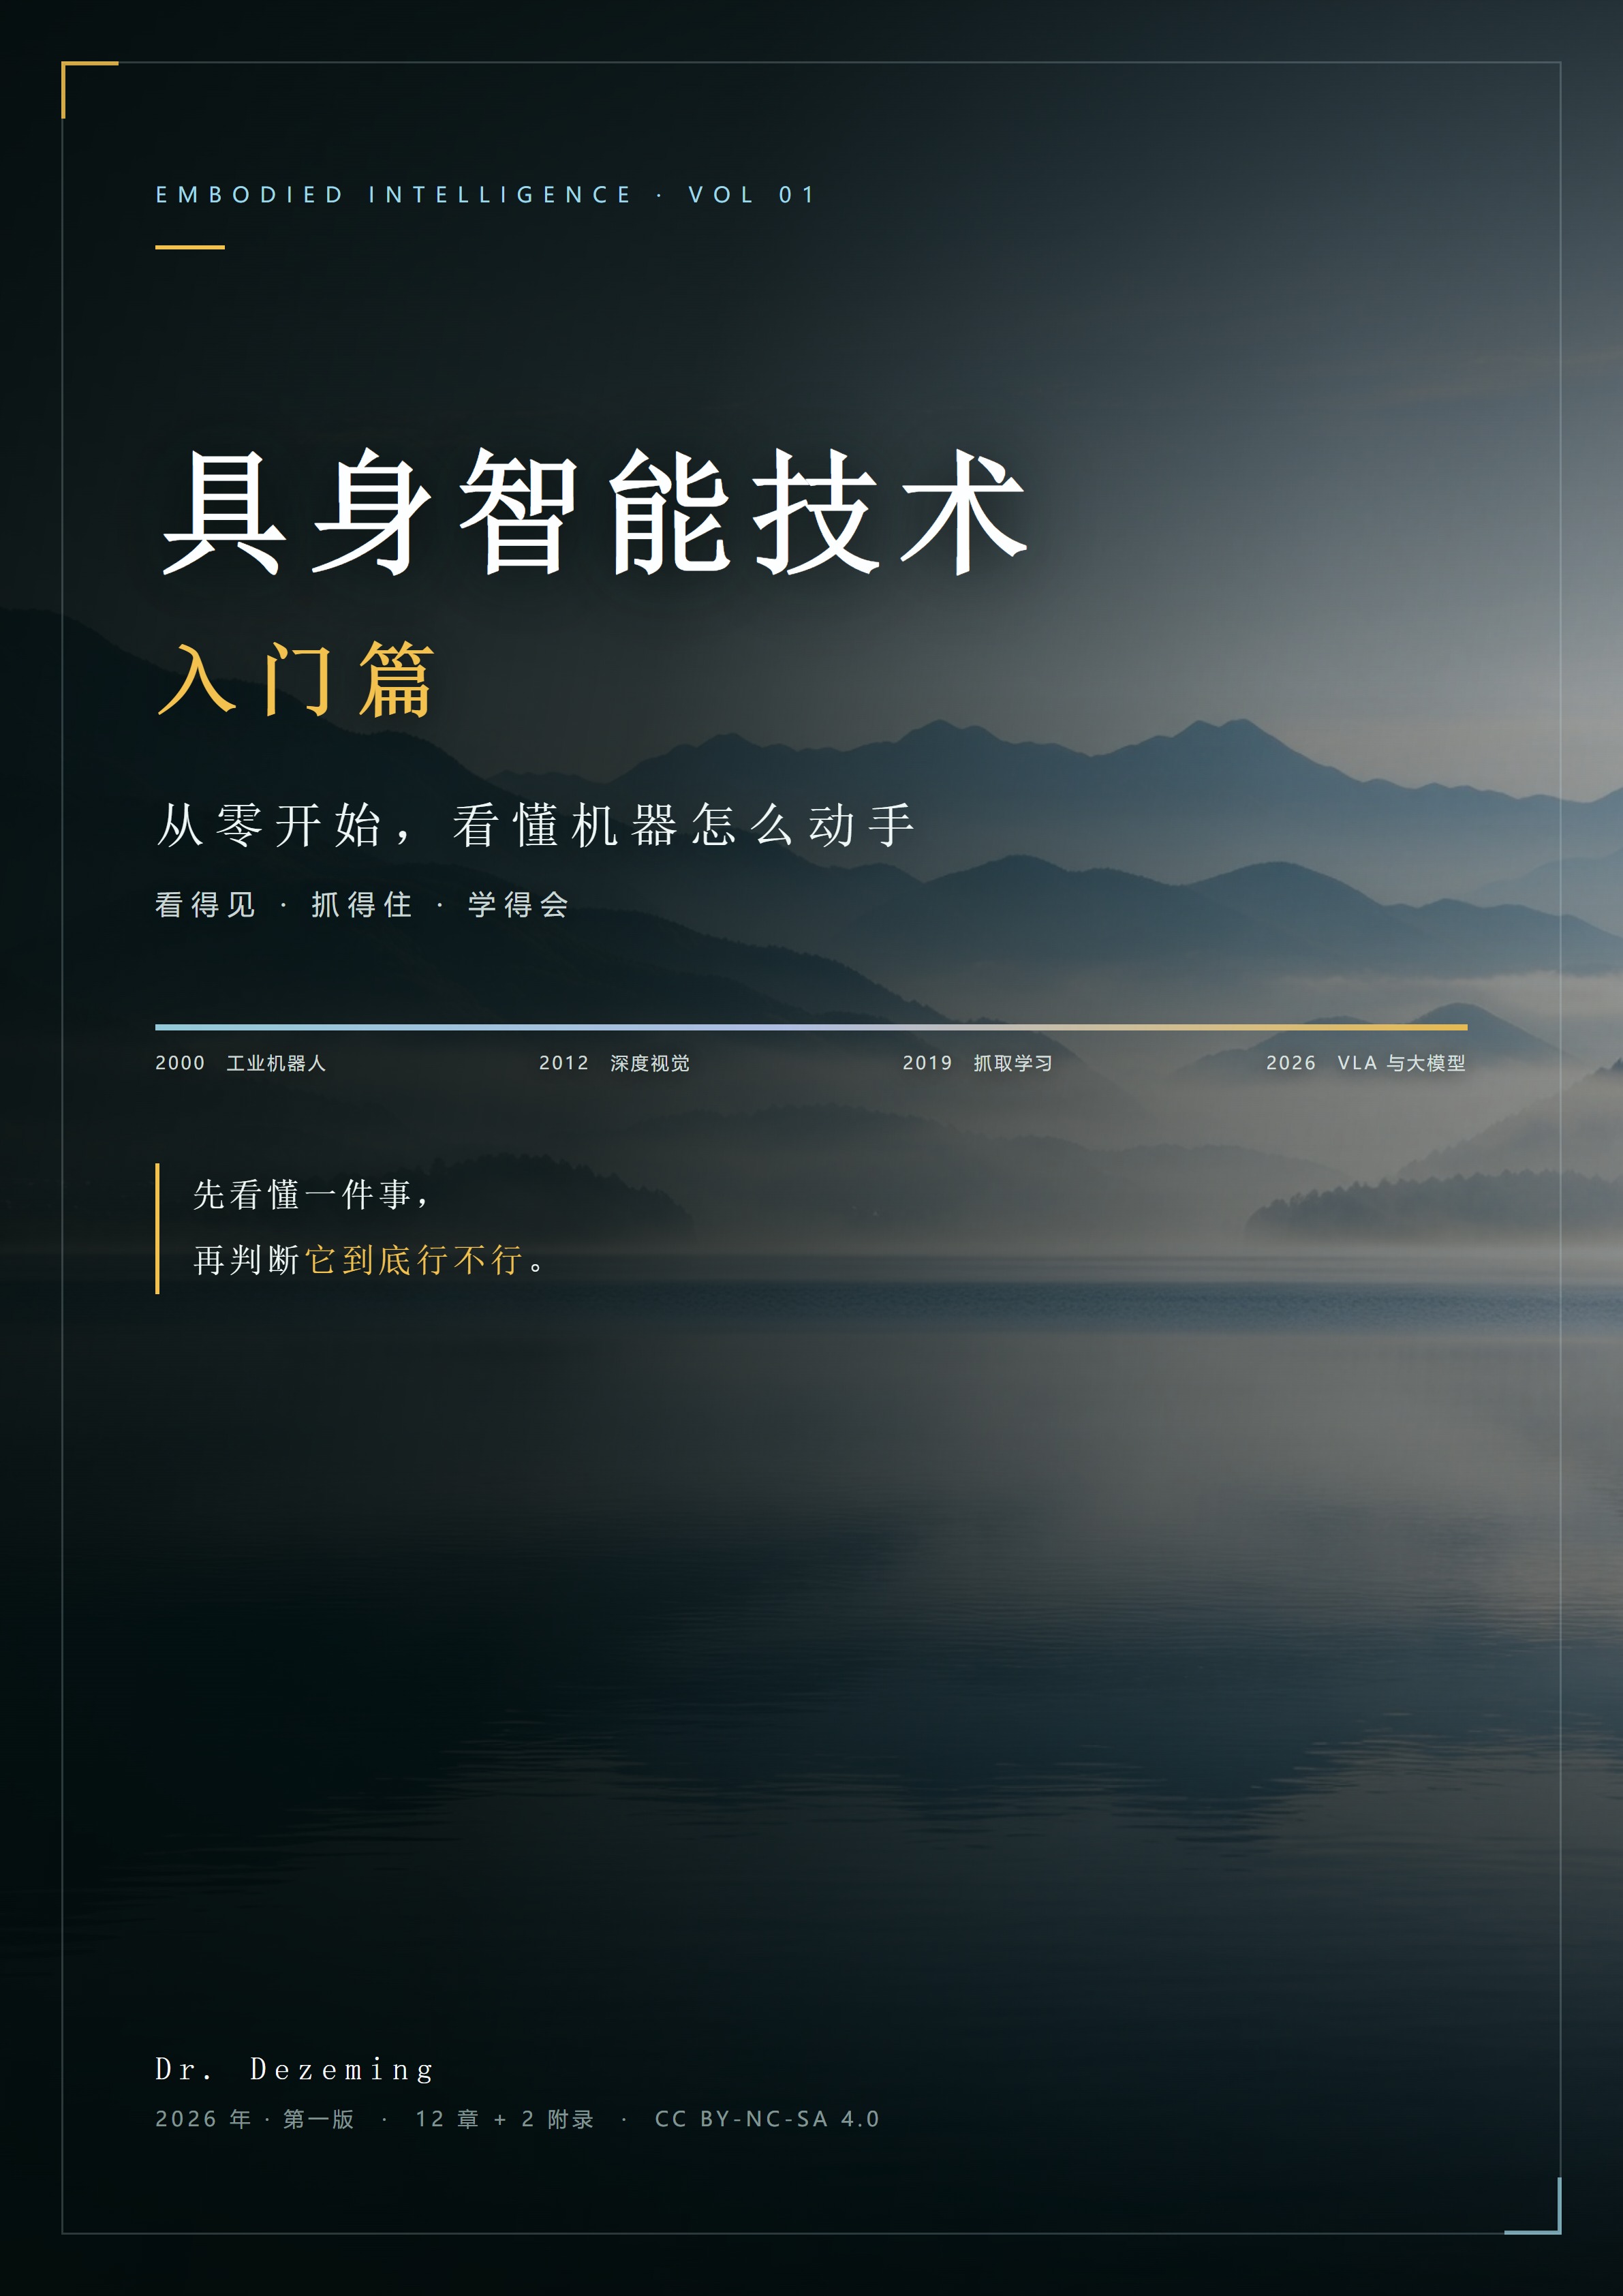 EMBODIED INTELLIGENCE · VOL 01
具身智能技术
入门篇
从零开始，看懂机器怎么动手
看得见 · 抓得住 · 学得会
2000 工业机器人 2012 深度视觉 2019 抓取学习 2026 VLA 与大模型
先看懂一件事，
再判断它到底行不行。
Dr. Dezeming
2026 年 · 第一版 · 12 章 + 2 附录 · CC BY-NC-SA 4.0